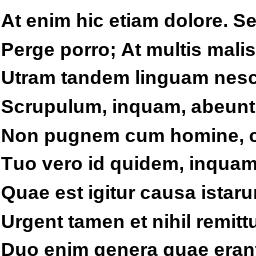 At enim hic etiam dolore. Se
Perge porro; At multis malis
Utram tandem linguam nesc
Scrupulum, inquam, abeunt
Non pugnem cum homine, c
Tuo vero id quidem, inquam
Quae est igitur causa istaru
Urgent tamen et nihil remittu
Duo enim genera quae eran